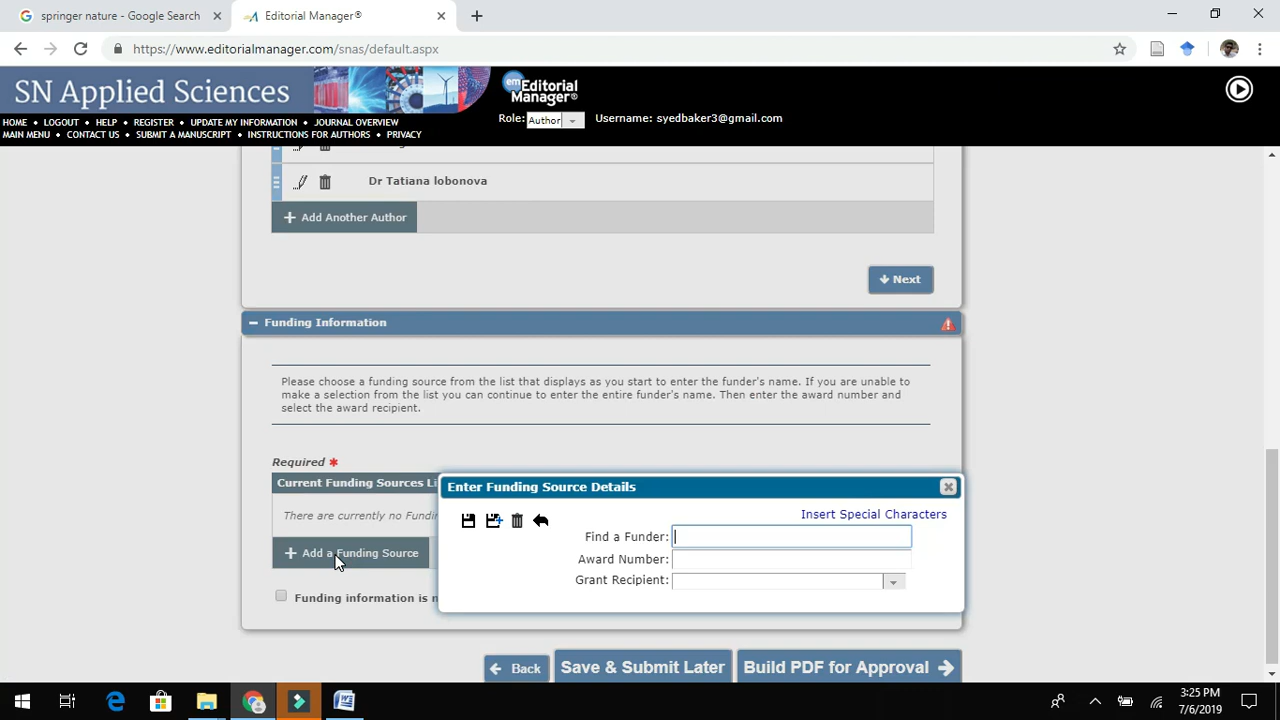 springer nature - Google Search
Editorial Manager®
https://www.editorialmanager.com/snas/default.aspx
SN Applied Sciences
em Editorial Manager®
HOME • LOGOUT • HELP • REGISTER • UPDATE MY INFORMATION • JOURNAL OVERVIEW
MAIN MENU • CONTACT US • SUBMIT A MANUSCRIPT • INSTRUCTIONS FOR AUTHORS • PRIVACY
Role: Author Username: syedbaker3@gmail.com
Dr Tatiana lobonova
+ Add Another Author
Next
Funding Information
Please choose a funding source from the list that displays as you start to enter the funder's name. If you are unable to
make a selection from the list you can continue to enter the entire funder's name. Then enter the award number and
select the award recipient.
Required *
Current Funding Sources Li
There are currently no Fundin
+ Add a Funding Source
Funding information is n
Enter Funding Source Details
Insert Special Characters
Find a Funder:
Award Number:
Grant Recipient:
Back
Save & Submit Later
Build PDF for Approval
3:25 PM
7/6/2019